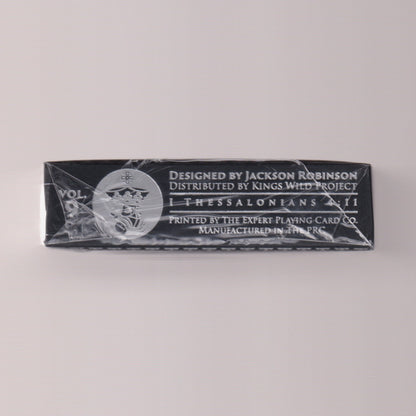 VOL.
DESIGNED BY JACKSON ROBINSON
DISTRIBUTED BY KINGS WILD PROJECT
I THESSALONIANS 4:11
PRINTED BY THE EXPERT PLAYING CARD CO.
MANUFACTURED IN THE PRC